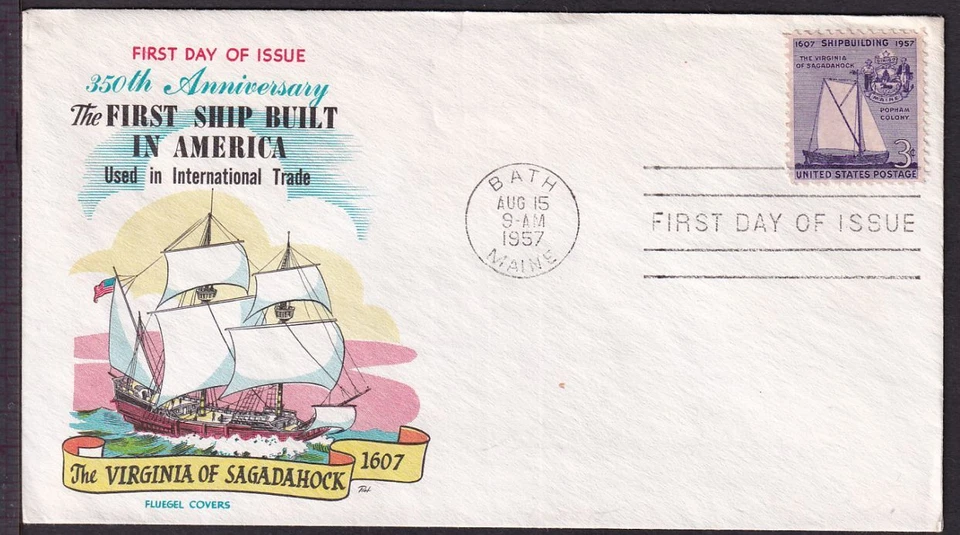 FIRST DAY OF ISSUE
350th Anniversary
The FIRST SHIP BUILT
IN AMERICA
Used in International Trade
The VIRGINIA OF SAGADAHOCK
1607
FLUEGEL COVERS
BATH
AUG 15
9-AM
1957
MAINE
1607 SHIPBUILDING 1957
THE VIRGINIA
OF SAGADAHOCK
MAINE
POPHAM
COLONY
3¢
UNITED STATES POSTAGE
FIRST DAY OF ISSUE